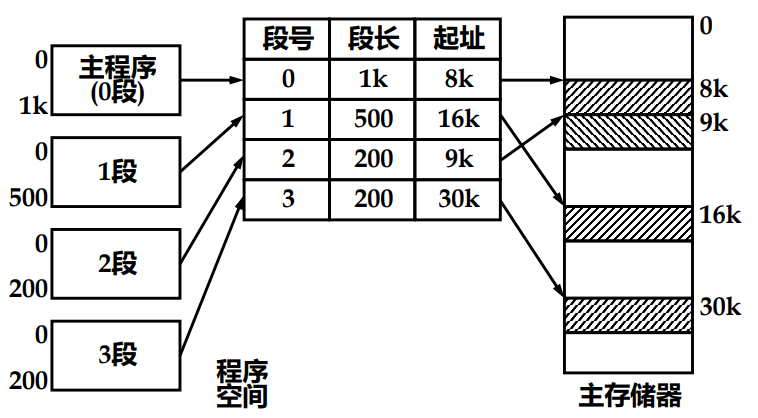 0
主程序
(0段)
1k
0
1段
500
0
2段
200
0
3段
200
程序
空间
段号 段长 起址
0 1k 8k
1 500 16k
2 200 9k
3 200 30k
0
8k
9k
16k
30k
主存储器